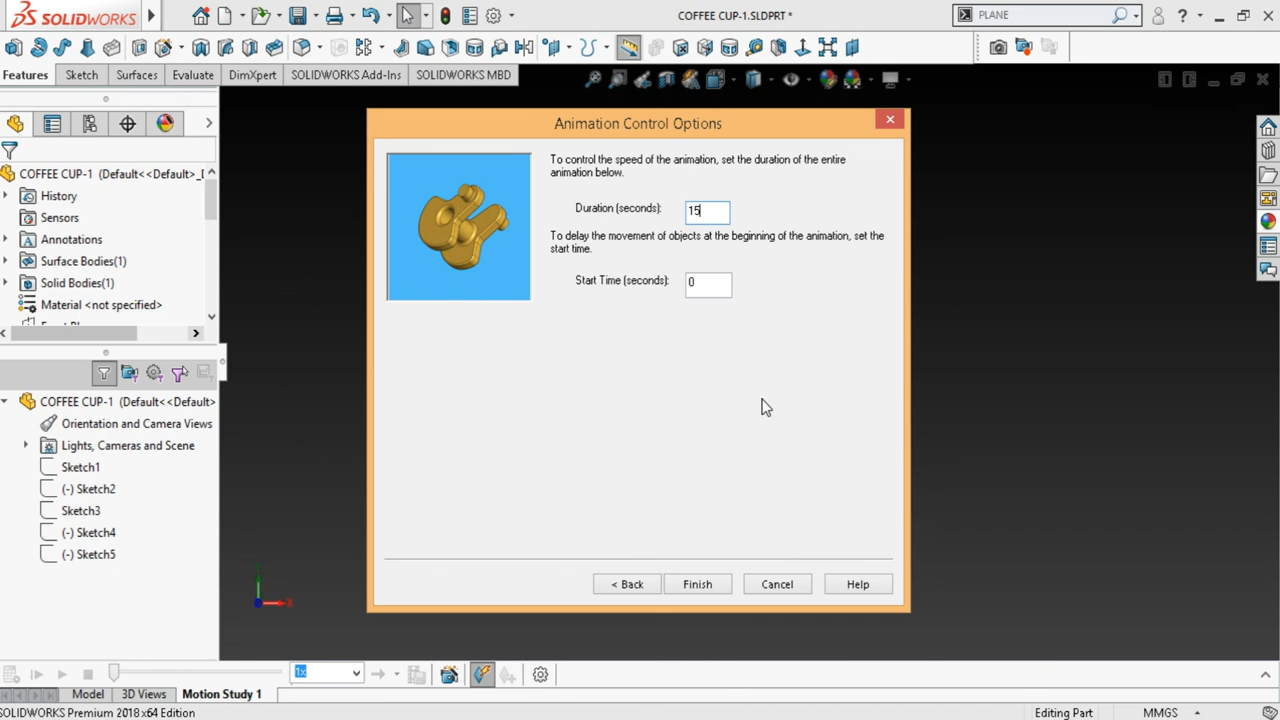 SOLIDWORKS
COFFEE CUP-1.SLDPRT *
PLANE
Features
Sketch
Surfaces
Evaluate
DimXpert
SOLIDWORKS Add-Ins
SOLIDWORKS MBD
COFFEE CUP-1 (Default<<Default>_D
History
Sensors
Annotations
Surface Bodies(1)
Solid Bodies(1)
Material <not specified>
COFFEE CUP-1 (Default<<Default>
Orientation and Camera Views
Lights, Cameras and Scene
Sketch1
(-) Sketch2
Sketch3
(-) Sketch4
(-) Sketch5
Animation Control Options
To control the speed of the animation, set the duration of the entire
animation below.
Duration (seconds): 15
To delay the movement of objects at the beginning of the animation, set the
start time.
Start Time (seconds): 0
< Back
Finish
Cancel
Help
1x
Model
3D Views
Motion Study 1
SOLIDWORKS Premium 2018 x64 Edition
Editing Part
MMGS